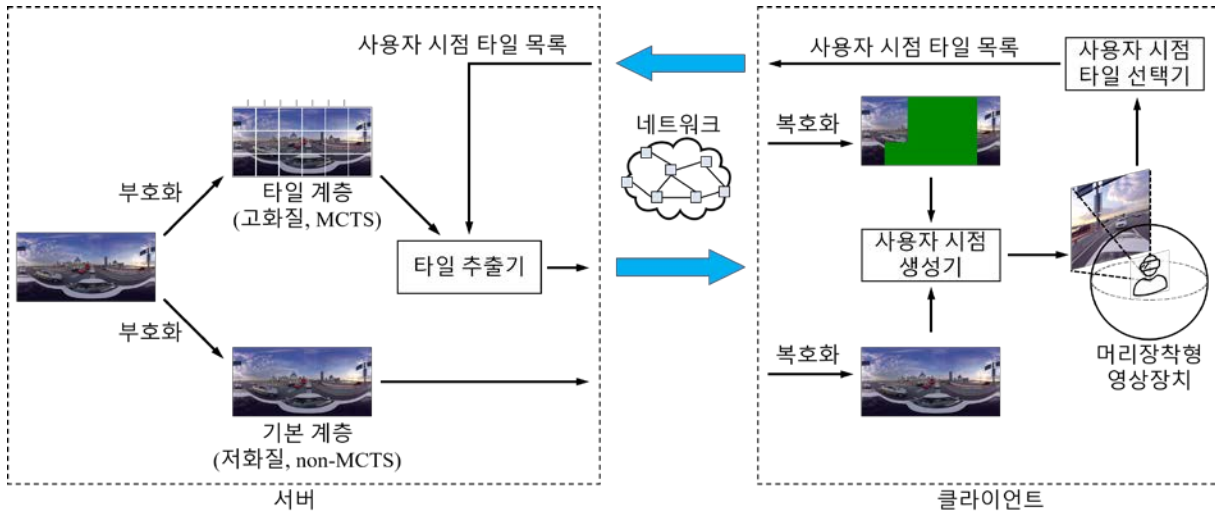 사용자 시점 타일 목록
부호화
타일 계층
(고화질, MCTS)
타일 추출기
부호화
기본 계층
(저화질, non-MCTS)
서버
네트워크
사용자 시점 타일 목록
사용자 시점
타일 선택기
복호화
사용자 시점
생성기
복호화
머리장착형
영상장치
클라이언트